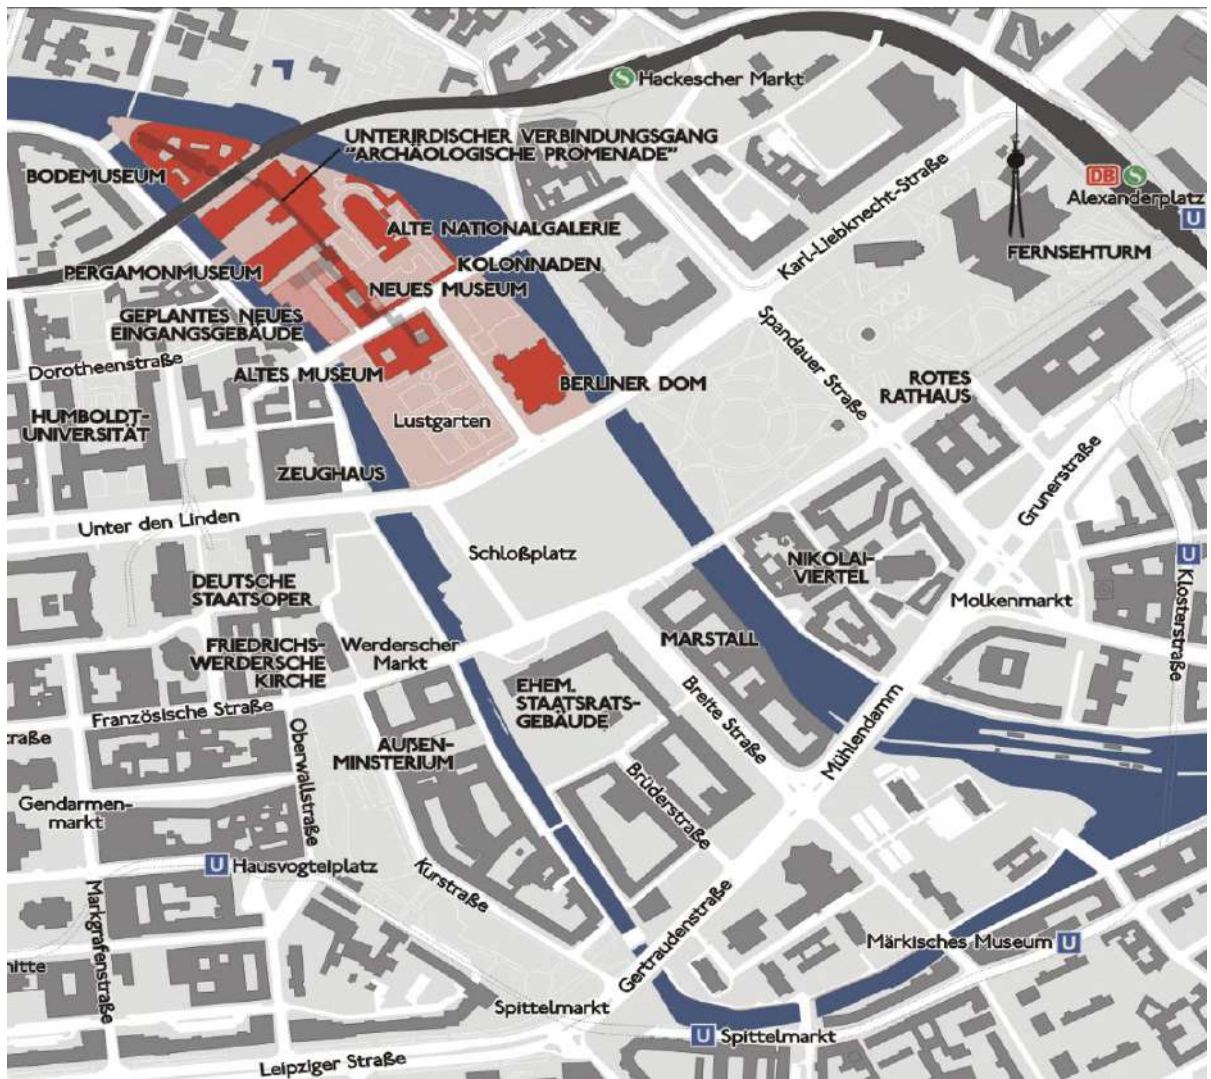 S Hackescher Markt
UNTERIRDISCHER VERBINDUNGSGANG
"ARCHÄOLOGISCHE PROMENADE"
BODEMUSEUM
Karl-Liebknecht-Straße
DB S
Alexanderplatz
U
ALTE NATIONALGALERIE
FERNSEHTURM
KOLONNADEN
PERGAMONMUSEUM
NEUES MUSEUM
GEPLANTES NEUES
EINGANGSGEBÄUDE
Spandauer Straße
Dorotheenstraße
ALTES MUSEUM
BERLINER DOM
ROTES
RATHAUS
HUMBOLDT-
UNIVERSITÄT
Lustgarten
ZEUGHAUS
Grunerstraße
Unter den Linden
Schloßplatz
NIKOLAI-
VIERTEL
U
Klosterstraße
DEUTSCHE
STAATSOPER
Molkenmarkt
FRIEDRICHS-
WERDERSCHE
KIRCHE
Werderscher
Markt
MARSTALL
EHEM.
STAATSRATS-
GEBÄUDE
Breite Straße
Mühlendamm
Französische Straße
traße
Oberwallstraße
AUßEN-
MINSTERIUM
Brüderstraße
Gendarmen-
markt
U Hausvogteiplatz
Kurstraße
Markgrafenstraße
Gertraudenstraße
Märkisches Museum U
mitte
Spittelmarkt
U Spittelmarkt
Leipziger Straße